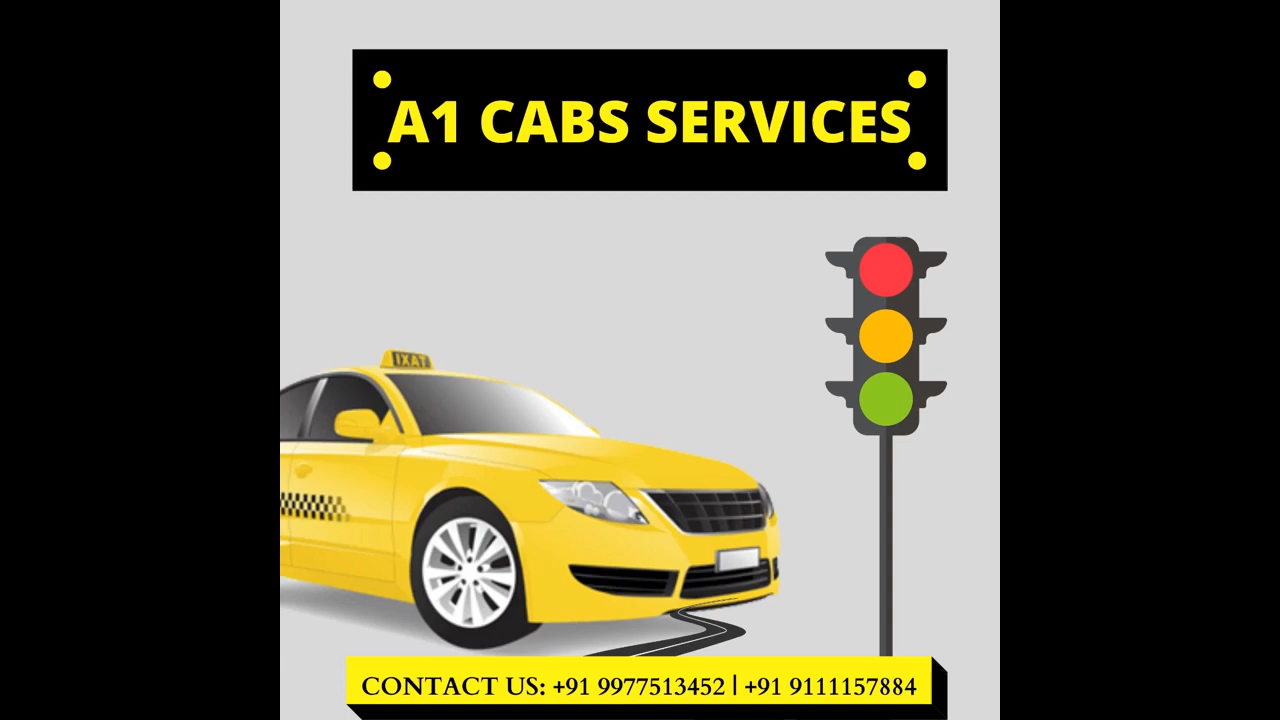 A1 CABS SERVICES
IXAT
CONTACT US: +91 9977513452 | +91 9111157884